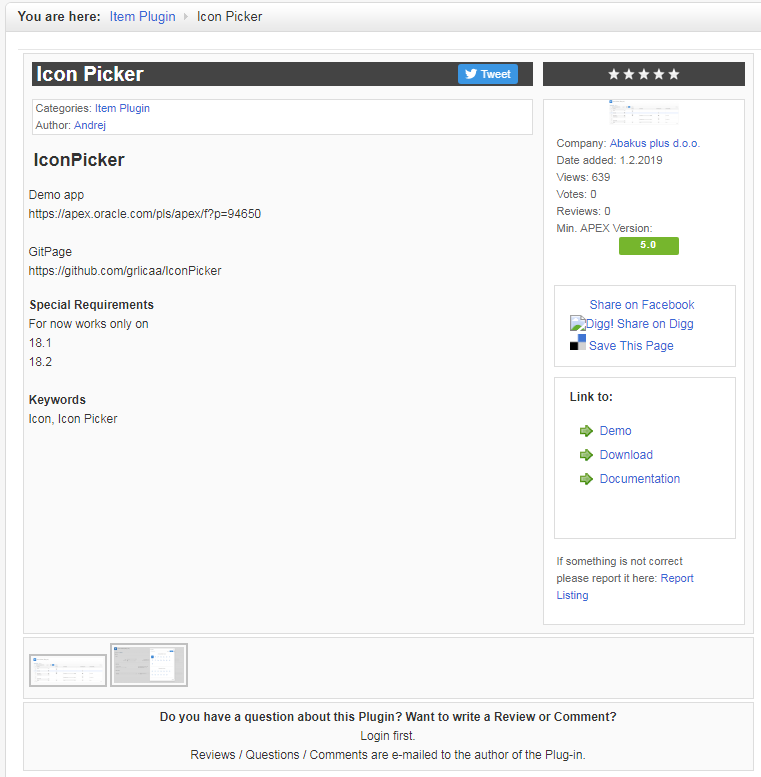 You are here: Item Plugin Icon Picker
Icon Picker
Tweet
Categories: Item Plugin
Author: Andrej
IconPicker
Demo app
https://apex.oracle.com/pls/apex/f?p=94650
GitPage
https://github.com/grlicaa/IconPicker
Special Requirements
For now works only on
18.1
18.2
Keywords
Icon, Icon Picker
Company: Abakus plus d.o.o.
Date added: 1.2.2019
Views: 639
Votes: 0
Reviews: 0
Min. APEX Version:
5.0
Share on Facebook
Digg! Share on Digg
Save This Page
Link to:
Demo
Download
Documentation
If something is not correct
please report it here: Report
Listing
Do you have a question about this Plugin? Want to write a Review or Comment?
Login first.
Reviews / Questions / Comments are e-mailed to the author of the Plug-in.